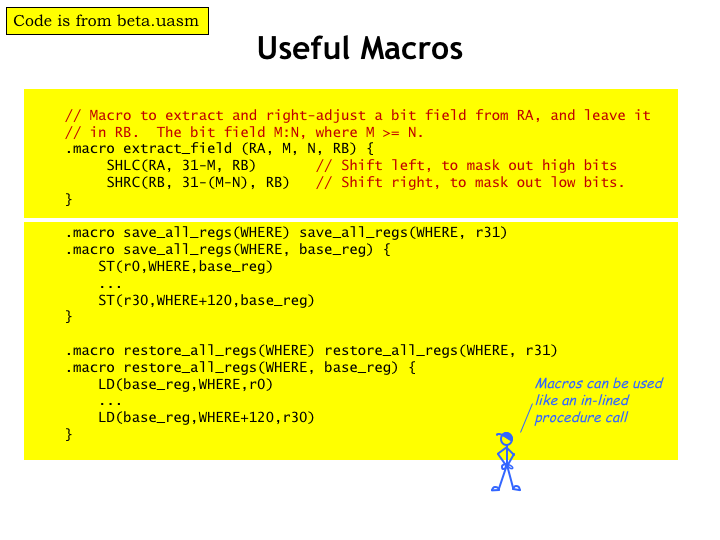 Code is from beta.uasm
Useful Macros
// Macro to extract and right-adjust a bit field from RA, and leave it
// in RB.  The bit field M:N, where M >= N.
.macro extract_field (RA, M, N, RB) {
     SHLC(RA, 31-M, RB)       // Shift left, to mask out high bits
     SHRC(RB, 31-(M-N), RB)   // Shift right, to mask out low bits.
}
.macro save_all_regs(WHERE) save_all_regs(WHERE, r31)
.macro save_all_regs(WHERE, base_reg) {
    ST(r0,WHERE,base_reg)
    ...
    ST(r30,WHERE+120,base_reg)
}
.macro restore_all_regs(WHERE) restore_all_regs(WHERE, r31)
.macro restore_all_regs(WHERE, base_reg) {
    LD(base_reg,WHERE,r0)
    ...
    LD(base_reg,WHERE+120,r30)
}
Macros can be used
like an in-lined
procedure call